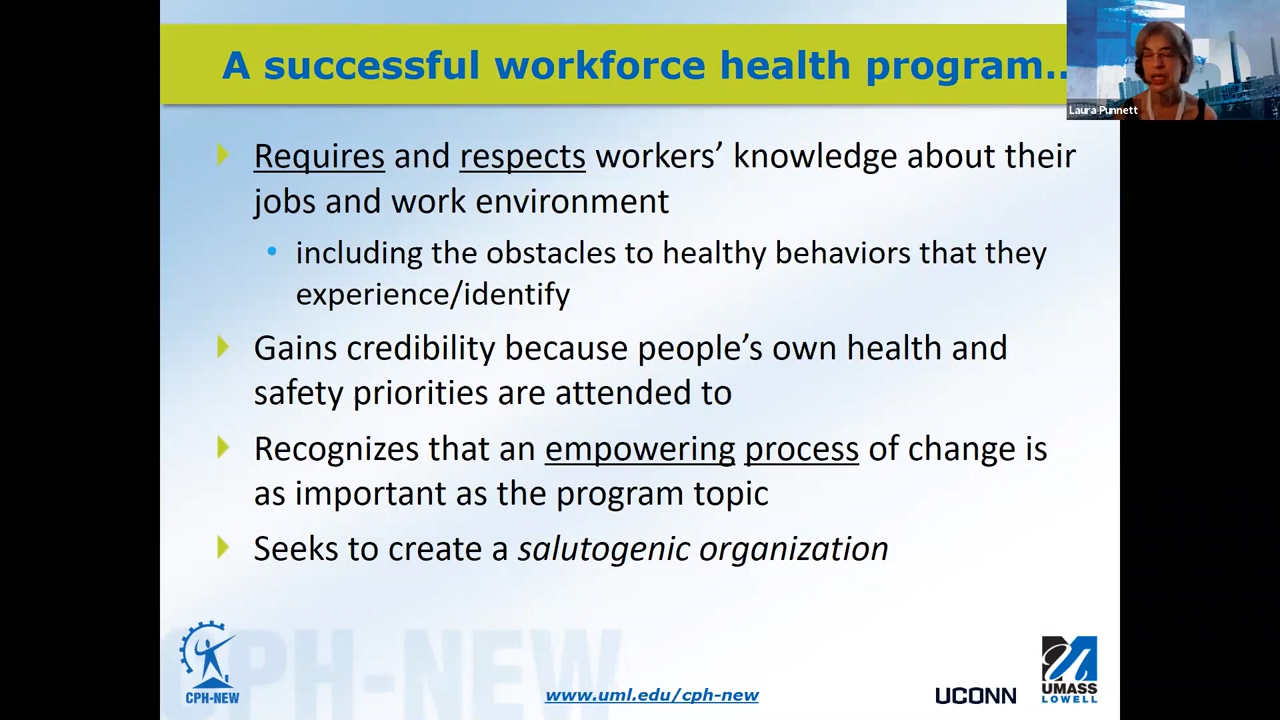 A successful workforce health program..
Laura Punnett
Requires and respects workers’ knowledge about their
jobs and work environment
including the obstacles to healthy behaviors that they
experience/identify
Gains credibility because people’s own health and
safety priorities are attended to
Recognizes that an empowering process of change is
as important as the program topic
Seeks to create a salutogenic organization
CPH-NEW
CPH-NEW
www.uml.edu/cph-new
UCONN
UMASS
LOWELL